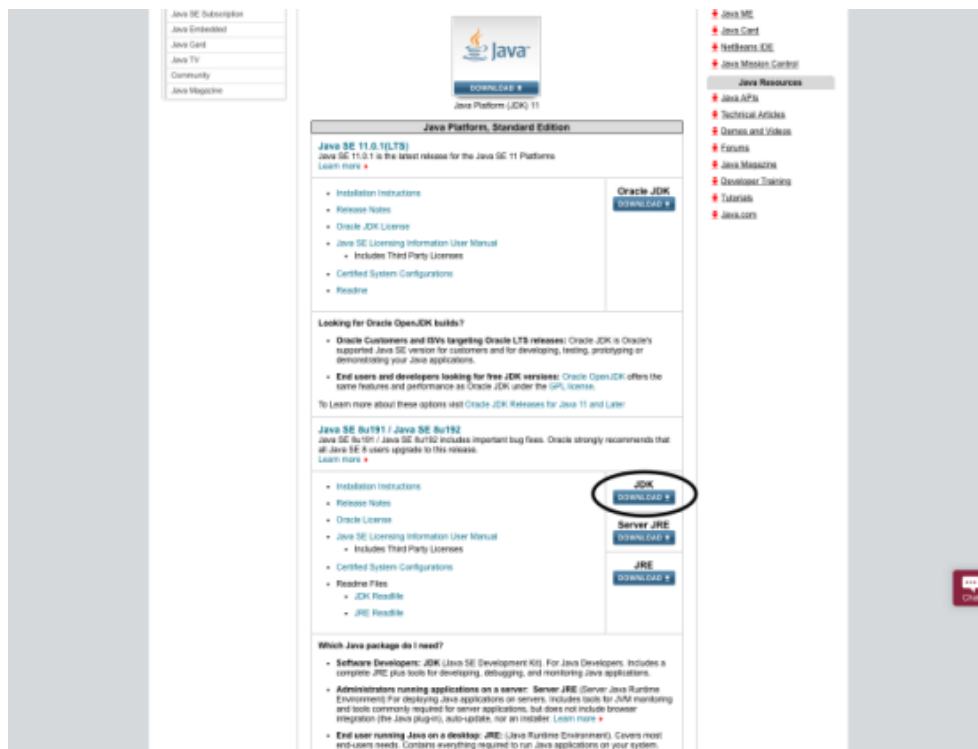 Java SE Subscription
Java Embedded
Java Card
Java TV
Community
Java Magazine
Java
DOWNLOAD
Java Platform (JDK) 11
Java Platform, Standard Edition
Java SE 11.0.1(LTS)
Java SE 11.0.1 is the latest release for the Java SE 11 Platforms
Learn more
Installation Instructions
Release Notes
Oracle JDK License
Java SE Licensing Information User Manual
Includes Third Party Licenses
Certified System Configurations
Readme
Oracle JDK
DOWNLOAD
Looking for Oracle OpenJDK builds?
Oracle Customers and ISVs targeting Oracle LTS releases: Oracle JDK is Oracle's
supported Java SE version for customers and for developing, testing, prototyping or
demonstrating your Java applications.
End users and developers looking for free JDK versions: Oracle OpenJDK offers the
same features and performance as Oracle JDK under the GPL license.
To Learn more about these options visit Oracle JDK Releases for Java 11 and Later
Java SE 8u191 / Java SE 8u192
Java SE 8u191 / Java SE 8u192 includes important bug fixes. Oracle strongly recommends that
all Java SE 8 users upgrade to this release.
Learn more
Installation Instructions
Release Notes
Oracle License
Java SE Licensing Information User Manual
Includes Third Party Licenses
Certified System Configurations
Readme Files
JDK ReadMe
JRE ReadMe
JDK
DOWNLOAD
Server JRE
DOWNLOAD
JRE
DOWNLOAD
Which Java package do I need?
Software Developers: JDK (Java SE Development Kit). For Java Developers. Includes a
complete JRE plus tools for developing, debugging, and monitoring Java applications.
Administrators running applications on a server: Server JRE (Server Java Runtime
Environment) For deploying Java applications on servers. Includes tools for JVM monitoring
and tools commonly required for server applications, but does not include browser
integration (the Java plug-in), auto-update, nor an installer. Learn more
End user running Java on a desktop: JRE: (Java Runtime Environment). Covers most
end-users needs. Contains everything required to run Java applications on your system.
Java ME
Java Card
NetBeans IDE
Java Mission Control
Java Resources
Java APIs
Technical Articles
Demos and Videos
Forums
Java Magazine
Developer Training
Tutorials
Java.com